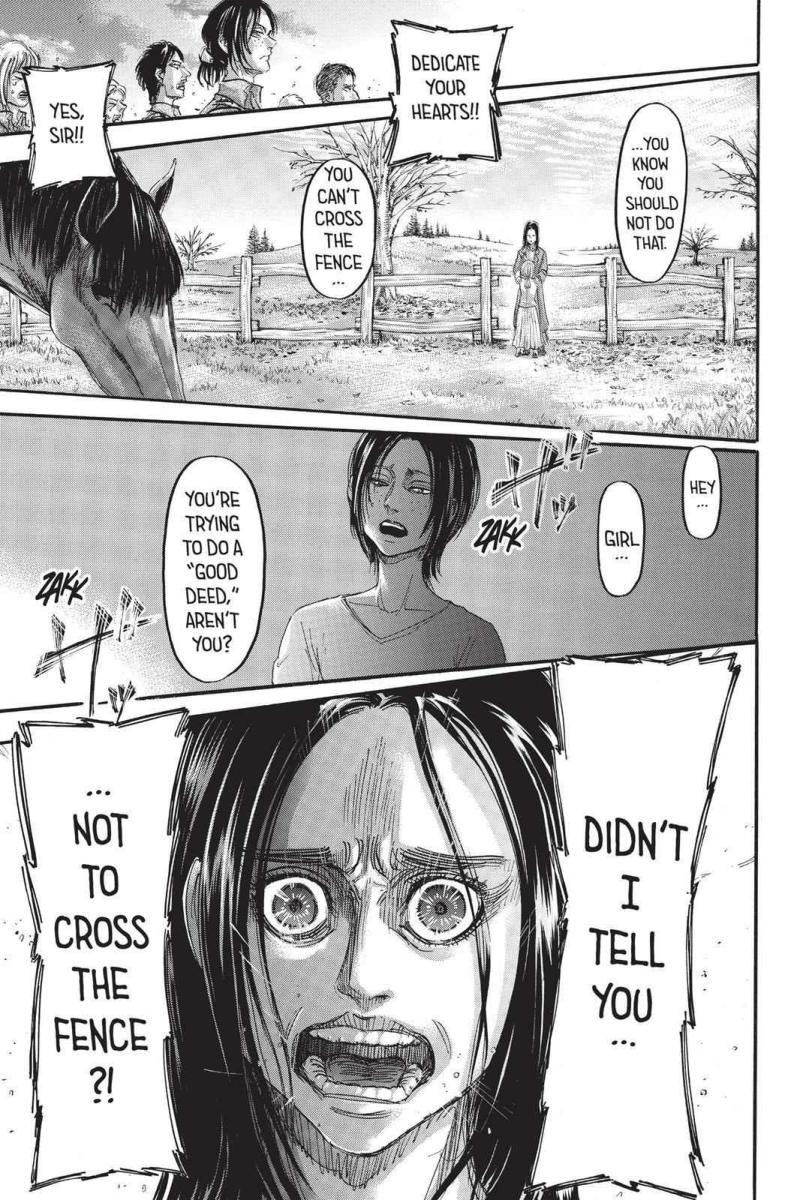 DEDICATE
YOUR
HEARTS!!
YES,
SIR!!
...YOU
KNOW
YOU
SHOULD
NOT DO
THAT.
YOU
CAN'T
CROSS
THE
FENCE
...
HEY
...
GIRL
...
ZAKK
YOU'RE
TRYING
TO DO A
"GOOD
DEED,"
AREN'T
YOU?
ZAKK
DIDN'T
I
TELL
YOU
...
...
NOT
TO
CROSS
THE
FENCE
?!